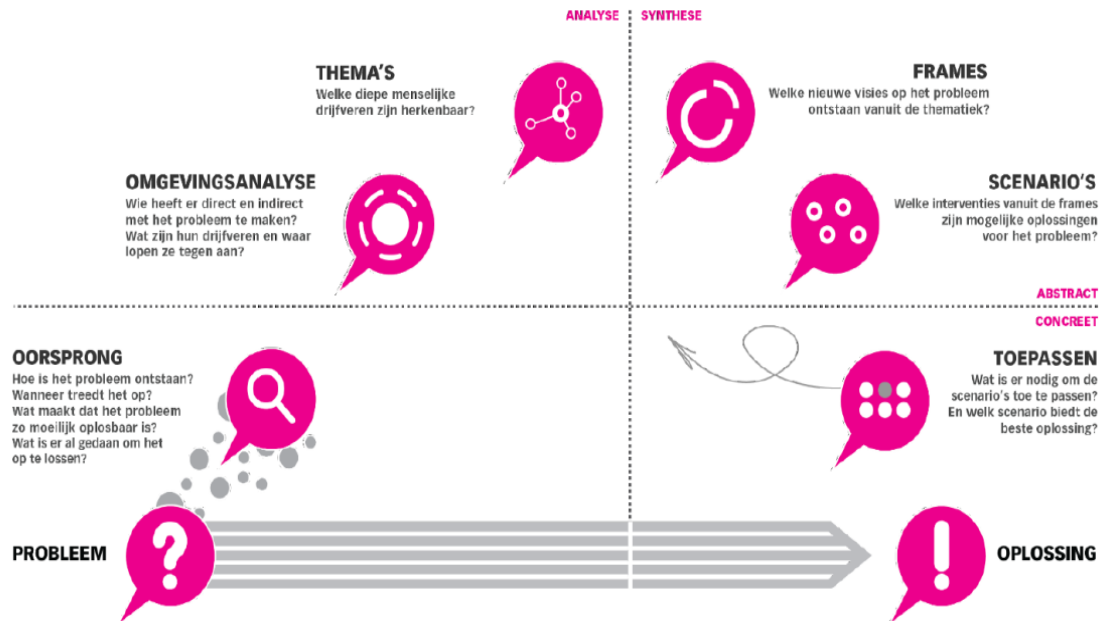 ANALYSE
SYNTHESE
THEMA'S
Welke diepe menselijke
drijfveren zijn herkenbaar?
FRAMES
Welke nieuwe visies op het probleem
ontstaan vanuit de thematiek?
OMGEVINGSANALYSE
Wie heeft er direct en indirect
met het probleem te maken?
Wat zijn hun drijfveren en waar
lopen ze tegen aan?
SCENARIO'S
Welke interventies vanuit de frames
zijn mogelijke oplossingen
voor het probleem?
ABSTRACT
CONCREET
OORSPRONG
Hoe is het probleem ontstaan?
Wanneer treedt het op?
Wat maakt dat het probleem
zo moeilijk oplosbaar is?
Wat is er al gedaan om het
op te lossen?
TOEPASSEN
Wat is er nodig om de
scenario's toe te passen?
En welk scenario biedt de
beste oplossing?
PROBLEEM
?
!
OPLOSSING